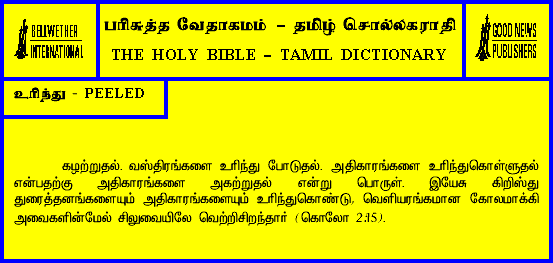 BELLWETHER
INTERNATIONAL
பரிசுத்த வேதாகமம் – தமிழ் சொல்லகராதி
THE HOLY BIBLE – TAMIL DICTIONARY
GOOD NEWS
PUBLISHERS
உரிந்து - PEELED
கழற்றுதல். வஸ்திரங்களை உரிந்து போடுதல். அதிகாரங்களை உரிந்துகொள்ளுதல்
என்பதற்கு அதிகாரங்களை அகற்றுதல் என்று பொருள். இயேசு கிறிஸ்து
துரைத்தனங்களையும் அதிகாரங்களையும் உரிந்துகொண்டு, வெளியரங்கமான கோலமாக்கி
அவைகளின்மேல் சிலுவையிலே வெற்றிசிறந்தார் (கொலோ 2:15).